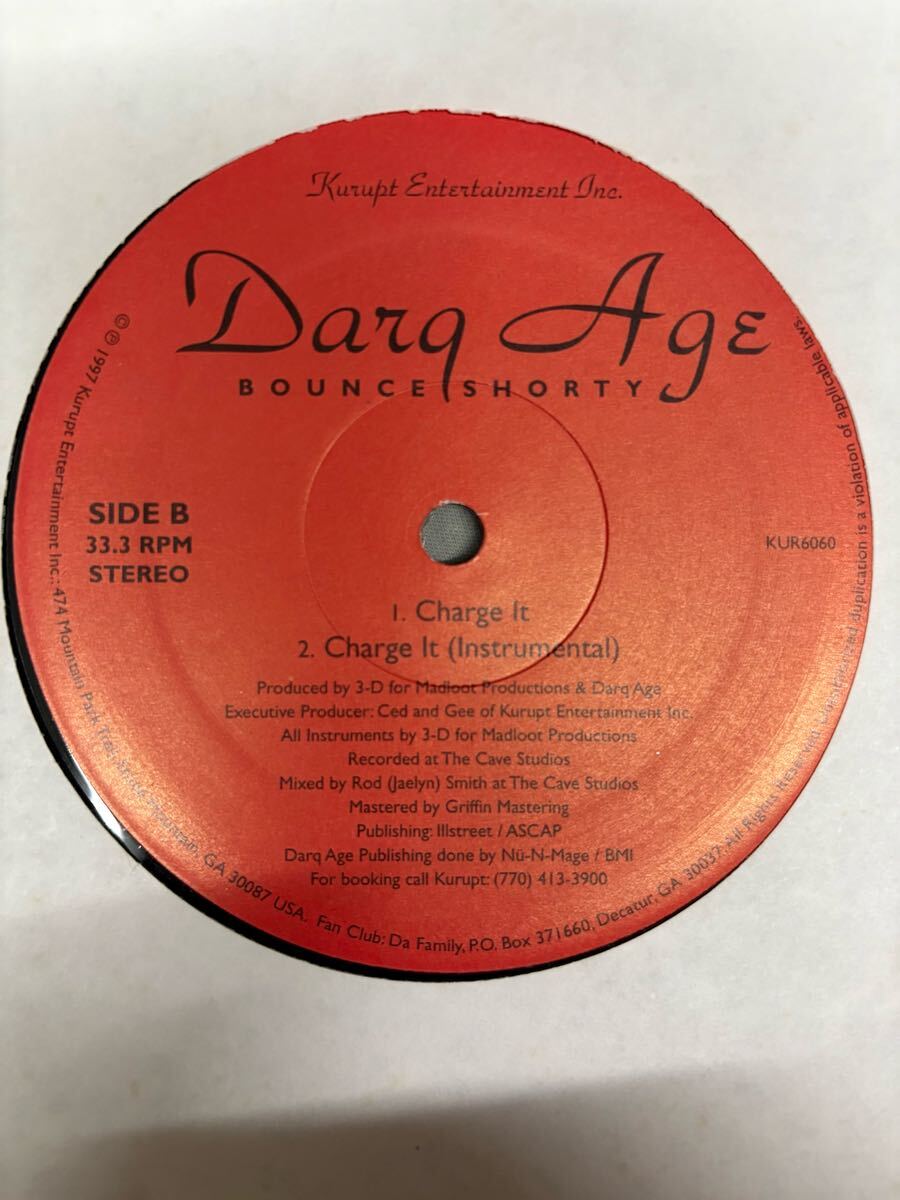 Kurupt Entertainment Inc.
Darq Age
BOUNCE SHORTY
SIDE B
33.3 RPM
STEREO
KUR6060
1. Charge It
2. Charge It (Instrumental)
Produced by 3-D for Madloot Productions & Darq Age
Executive Producer: Ced and Gee of Kurupt Entertainment Inc.
All Instruments by 3-D for Madloot Productions
Recorded at The Cave Studios
Mixed by Rod (Jaelyn) Smith at The Cave Studios
Mastered by Griffin Mastering
Publishing: Illstreet / ASCAP
Darq Age Publishing done by Nü-N-Mage / BMI
For booking call Kurupt: (770) 413-3900
©℗ 1997 Kurupt Entertainment Inc.: 474 Mountain Park Trail, Stone Mountain, GA 30087 USA. Fan Club: Da Family, P.O. Box 371660, Decatur, GA 30037 All Rights Reserved Unauthorized duplication is a violation of applicable laws.